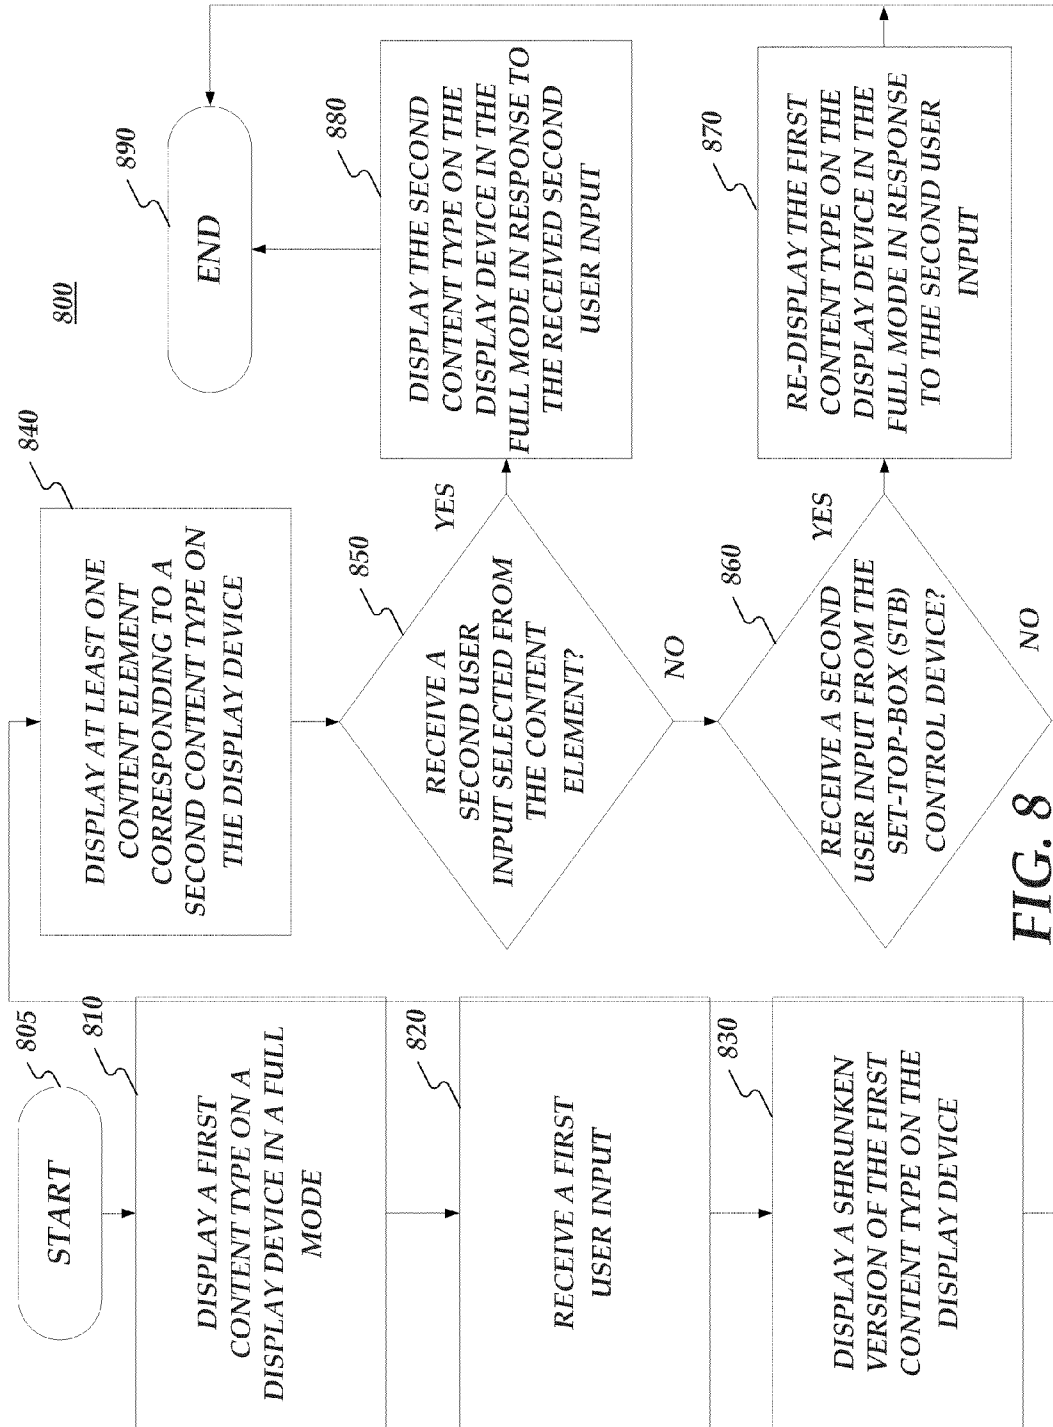 800
805
START
810
DISPLAY A FIRST
CONTENT TYPE ON A
DISPLAY DEVICE IN A FULL
MODE
820
RECEIVE A FIRST
USER INPUT
830
DISPLAY A SHRUNKEN
VERSION OF THE FIRST
CONTENT TYPE ON THE
DISPLAY DEVICE
840
DISPLAY AT LEAST ONE
CONTENT ELEMENT
CORRESPONDING TO A
SECOND CONTENT TYPE ON
THE DISPLAY DEVICE
850
RECEIVE A
SECOND USER
INPUT SELECTED FROM
THE CONTENT
ELEMENT?
YES
NO
860
RECEIVE A SECOND
USER INPUT FROM THE
SET-TOP-BOX (STB)
CONTROL DEVICE?
YES
NO
870
RE-DISPLAY THE FIRST
CONTENT TYPE ON THE
DISPLAY DEVICE IN THE
FULL MODE IN RESPONSE
TO THE SECOND USER
INPUT
880
DISPLAY THE SECOND
CONTENT TYPE ON THE
DISPLAY DEVICE IN THE
FULL MODE IN RESPONSE TO
THE RECEIVED SECOND
USER INPUT
890
END
FIG. 8